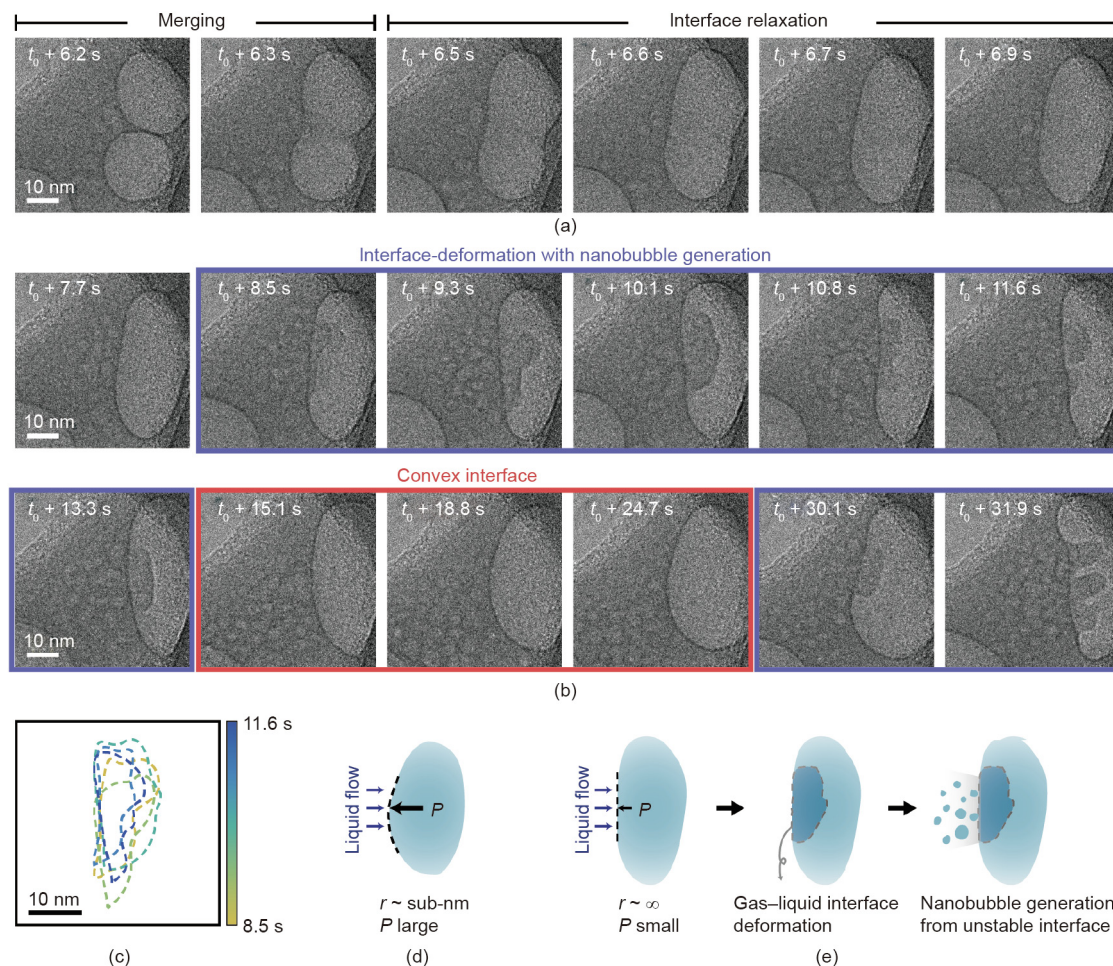 Merging
Interface relaxation
t0 + 6.2 s
t0 + 6.3 s
t0 + 6.5 s
t0 + 6.6 s
t0 + 6.7 s
t0 + 6.9 s
10 nm
(a)
Interface-deformation with nanobubble generation
t0 + 7.7 s
t0 + 8.5 s
t0 + 9.3 s
t0 + 10.1 s
t0 + 10.8 s
t0 + 11.6 s
10 nm
Convex interface
t0 + 13.3 s
t0 + 15.1 s
t0 + 18.8 s
t0 + 24.7 s
t0 + 30.1 s
t0 + 31.9 s
10 nm
(b)
11.6 s
8.5 s
10 nm
(c)
Liquid flow
P
r ~ sub-nm
P large
(d)
Liquid flow
P
r ~ ∞
P small
Gas–liquid interface
deformation
Nanobubble generation
from unstable interface
(e)